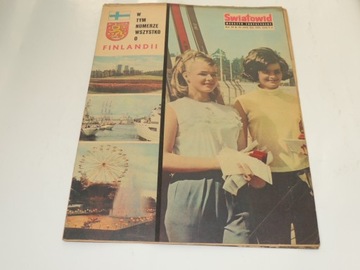 W
TYM
NUMERZE
WSZYSTKO
O
FINLANDII
Światowid